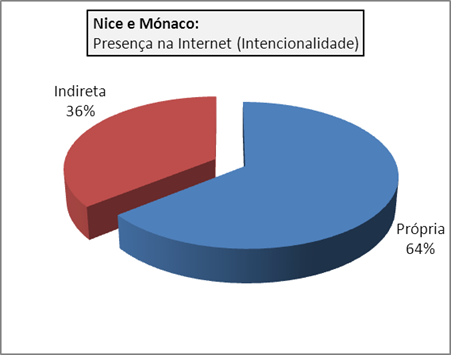 Nice e Mónaco:
Presença na Internet (Intencionalidade)
Indireta
36%
Própria
64%